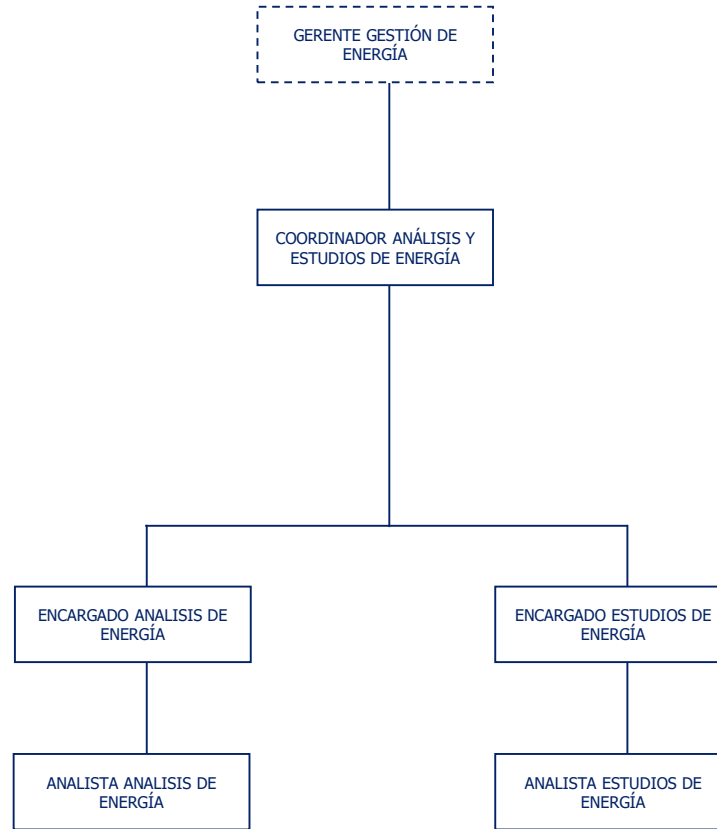 GERENTE GESTIÓN DE
ENERGÍA
COORDINADOR ANÁLISIS Y
ESTUDIOS DE ENERGÍA
ENCARGADO ANALISIS DE
ENERGÍA
ENCARGADO ESTUDIOS DE
ENERGÍA
ANALISTA ANALISIS DE
ENERGÍA
ANALISTA ESTUDIOS DE
ENERGÍA